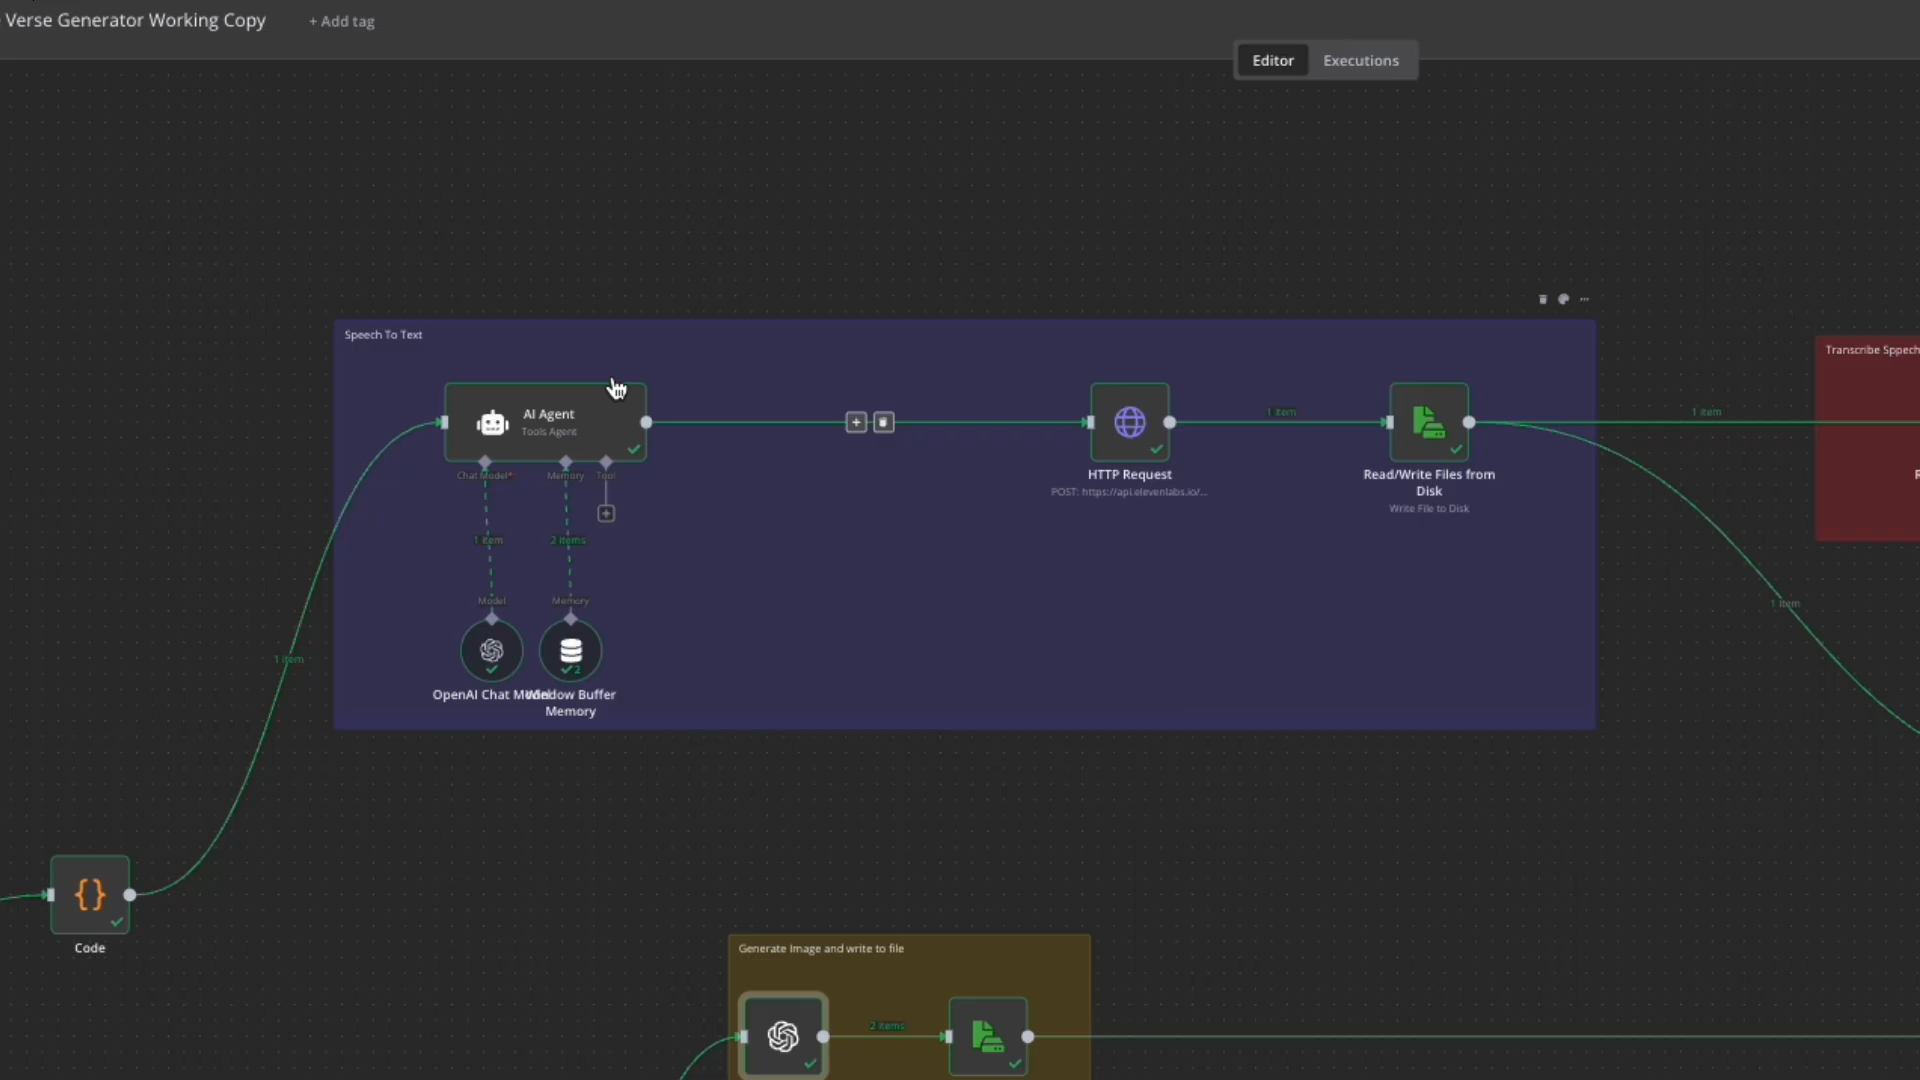 Verse Generator Working Copy
+ Add tag
Editor
Executions
Speech To Text
AI Agent
Tools Agent
Chat Model*
Memory
Tool
1 item
2 items
Model
Memory
OpenAI Chat Model
Window Buffer
Memory
HTTP Request
POST: https://api.elevenlabs.io/...
1 item
Read/Write Files from
Disk
Write File to Disk
1 item
1 item
Transcribe Sppech
1 item
Code
Generate Image and write to file
2 items
2